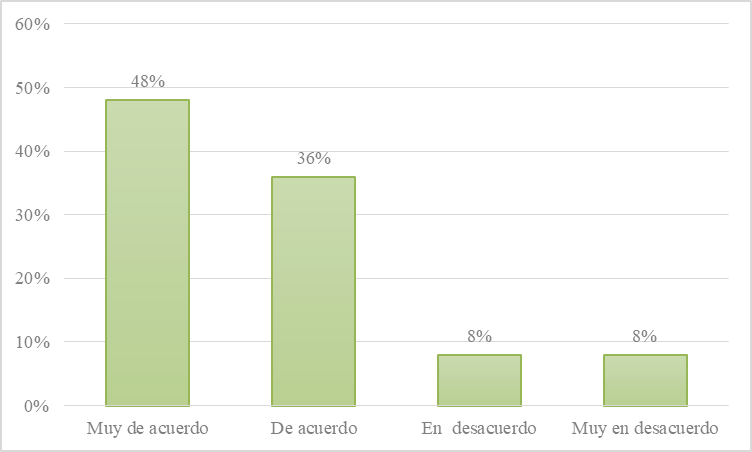 60%
50%
40%
30%
20%
10%
0%
48%
36%
8%
8%
Muy de acuerdo
De acuerdo
En  desacuerdo
Muy en desacuerdo